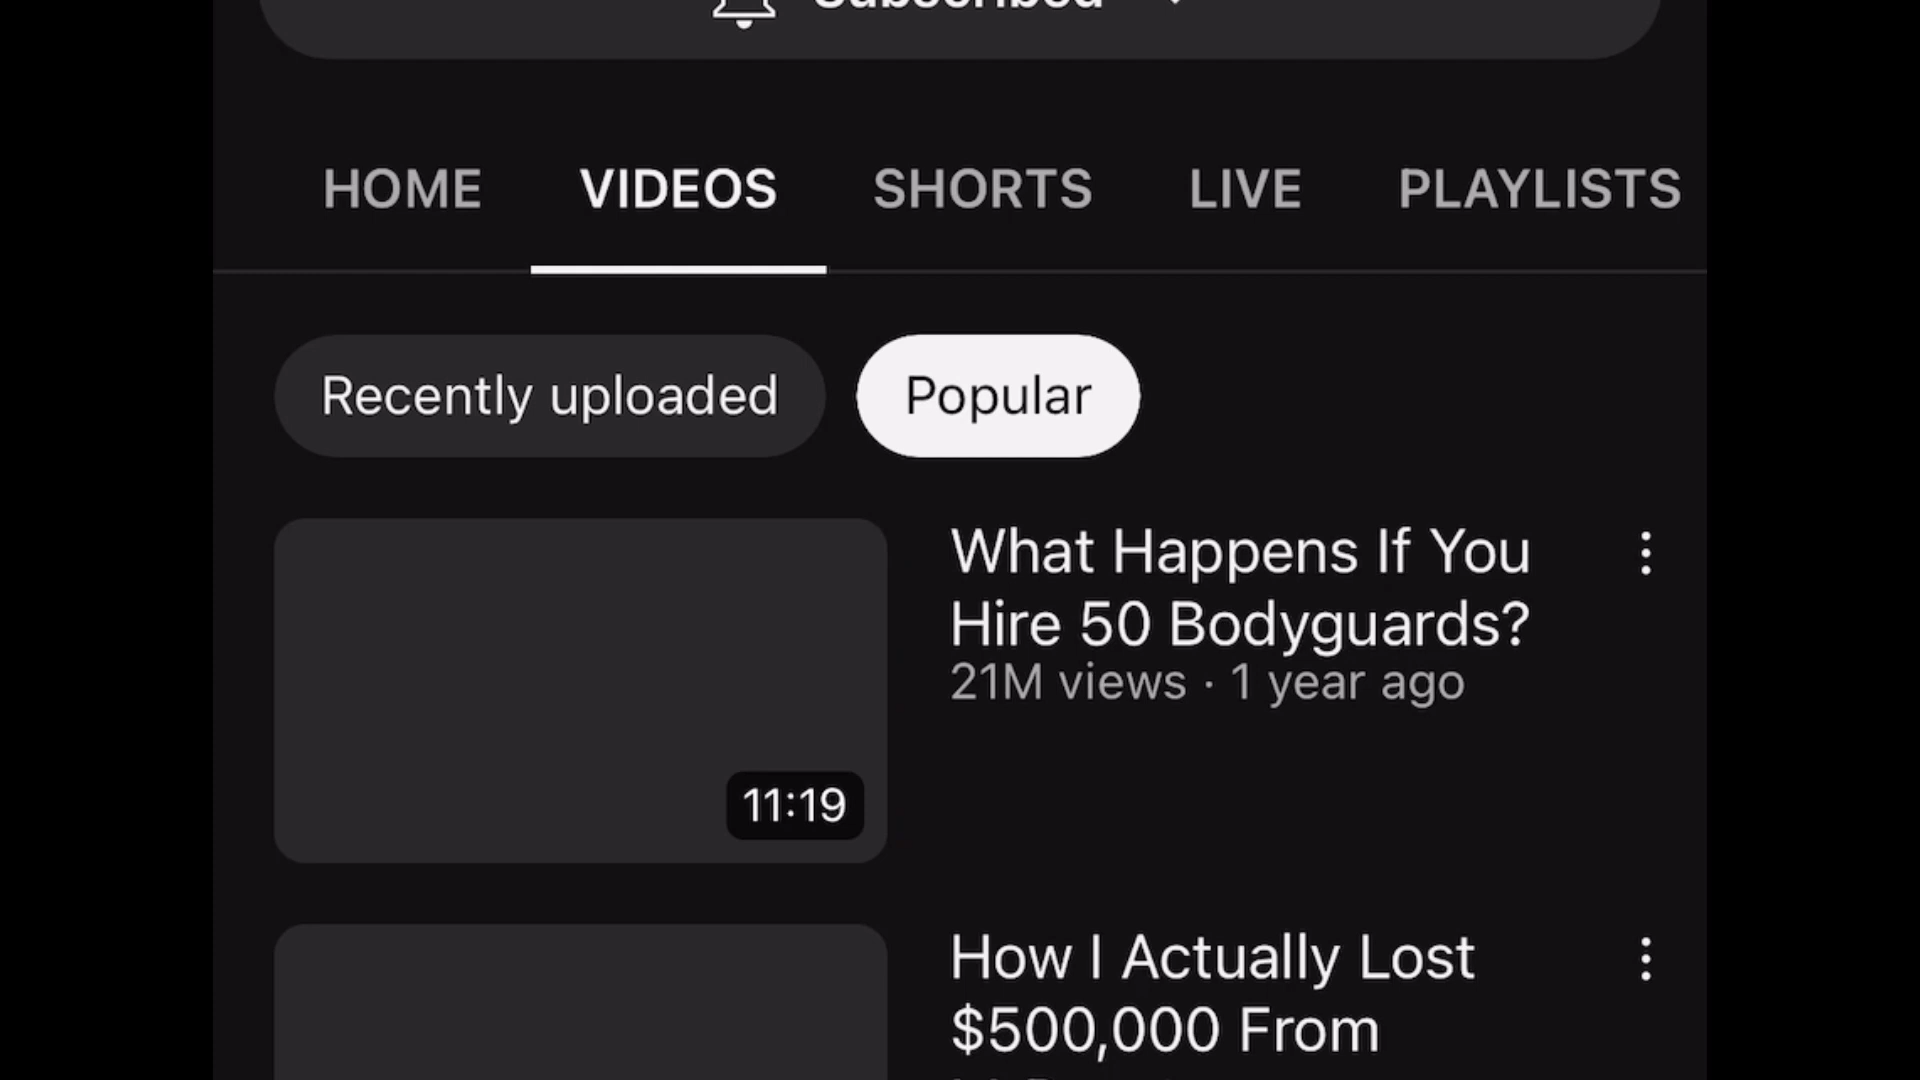 Subscribed
HOME VIDEOS SHORTS LIVE PLAYLISTS
Recently uploaded Popular
What Happens If You
Hire 50 Bodyguards?
21M views · 1 year ago
11:19
How I Actually Lost
$500,000 From